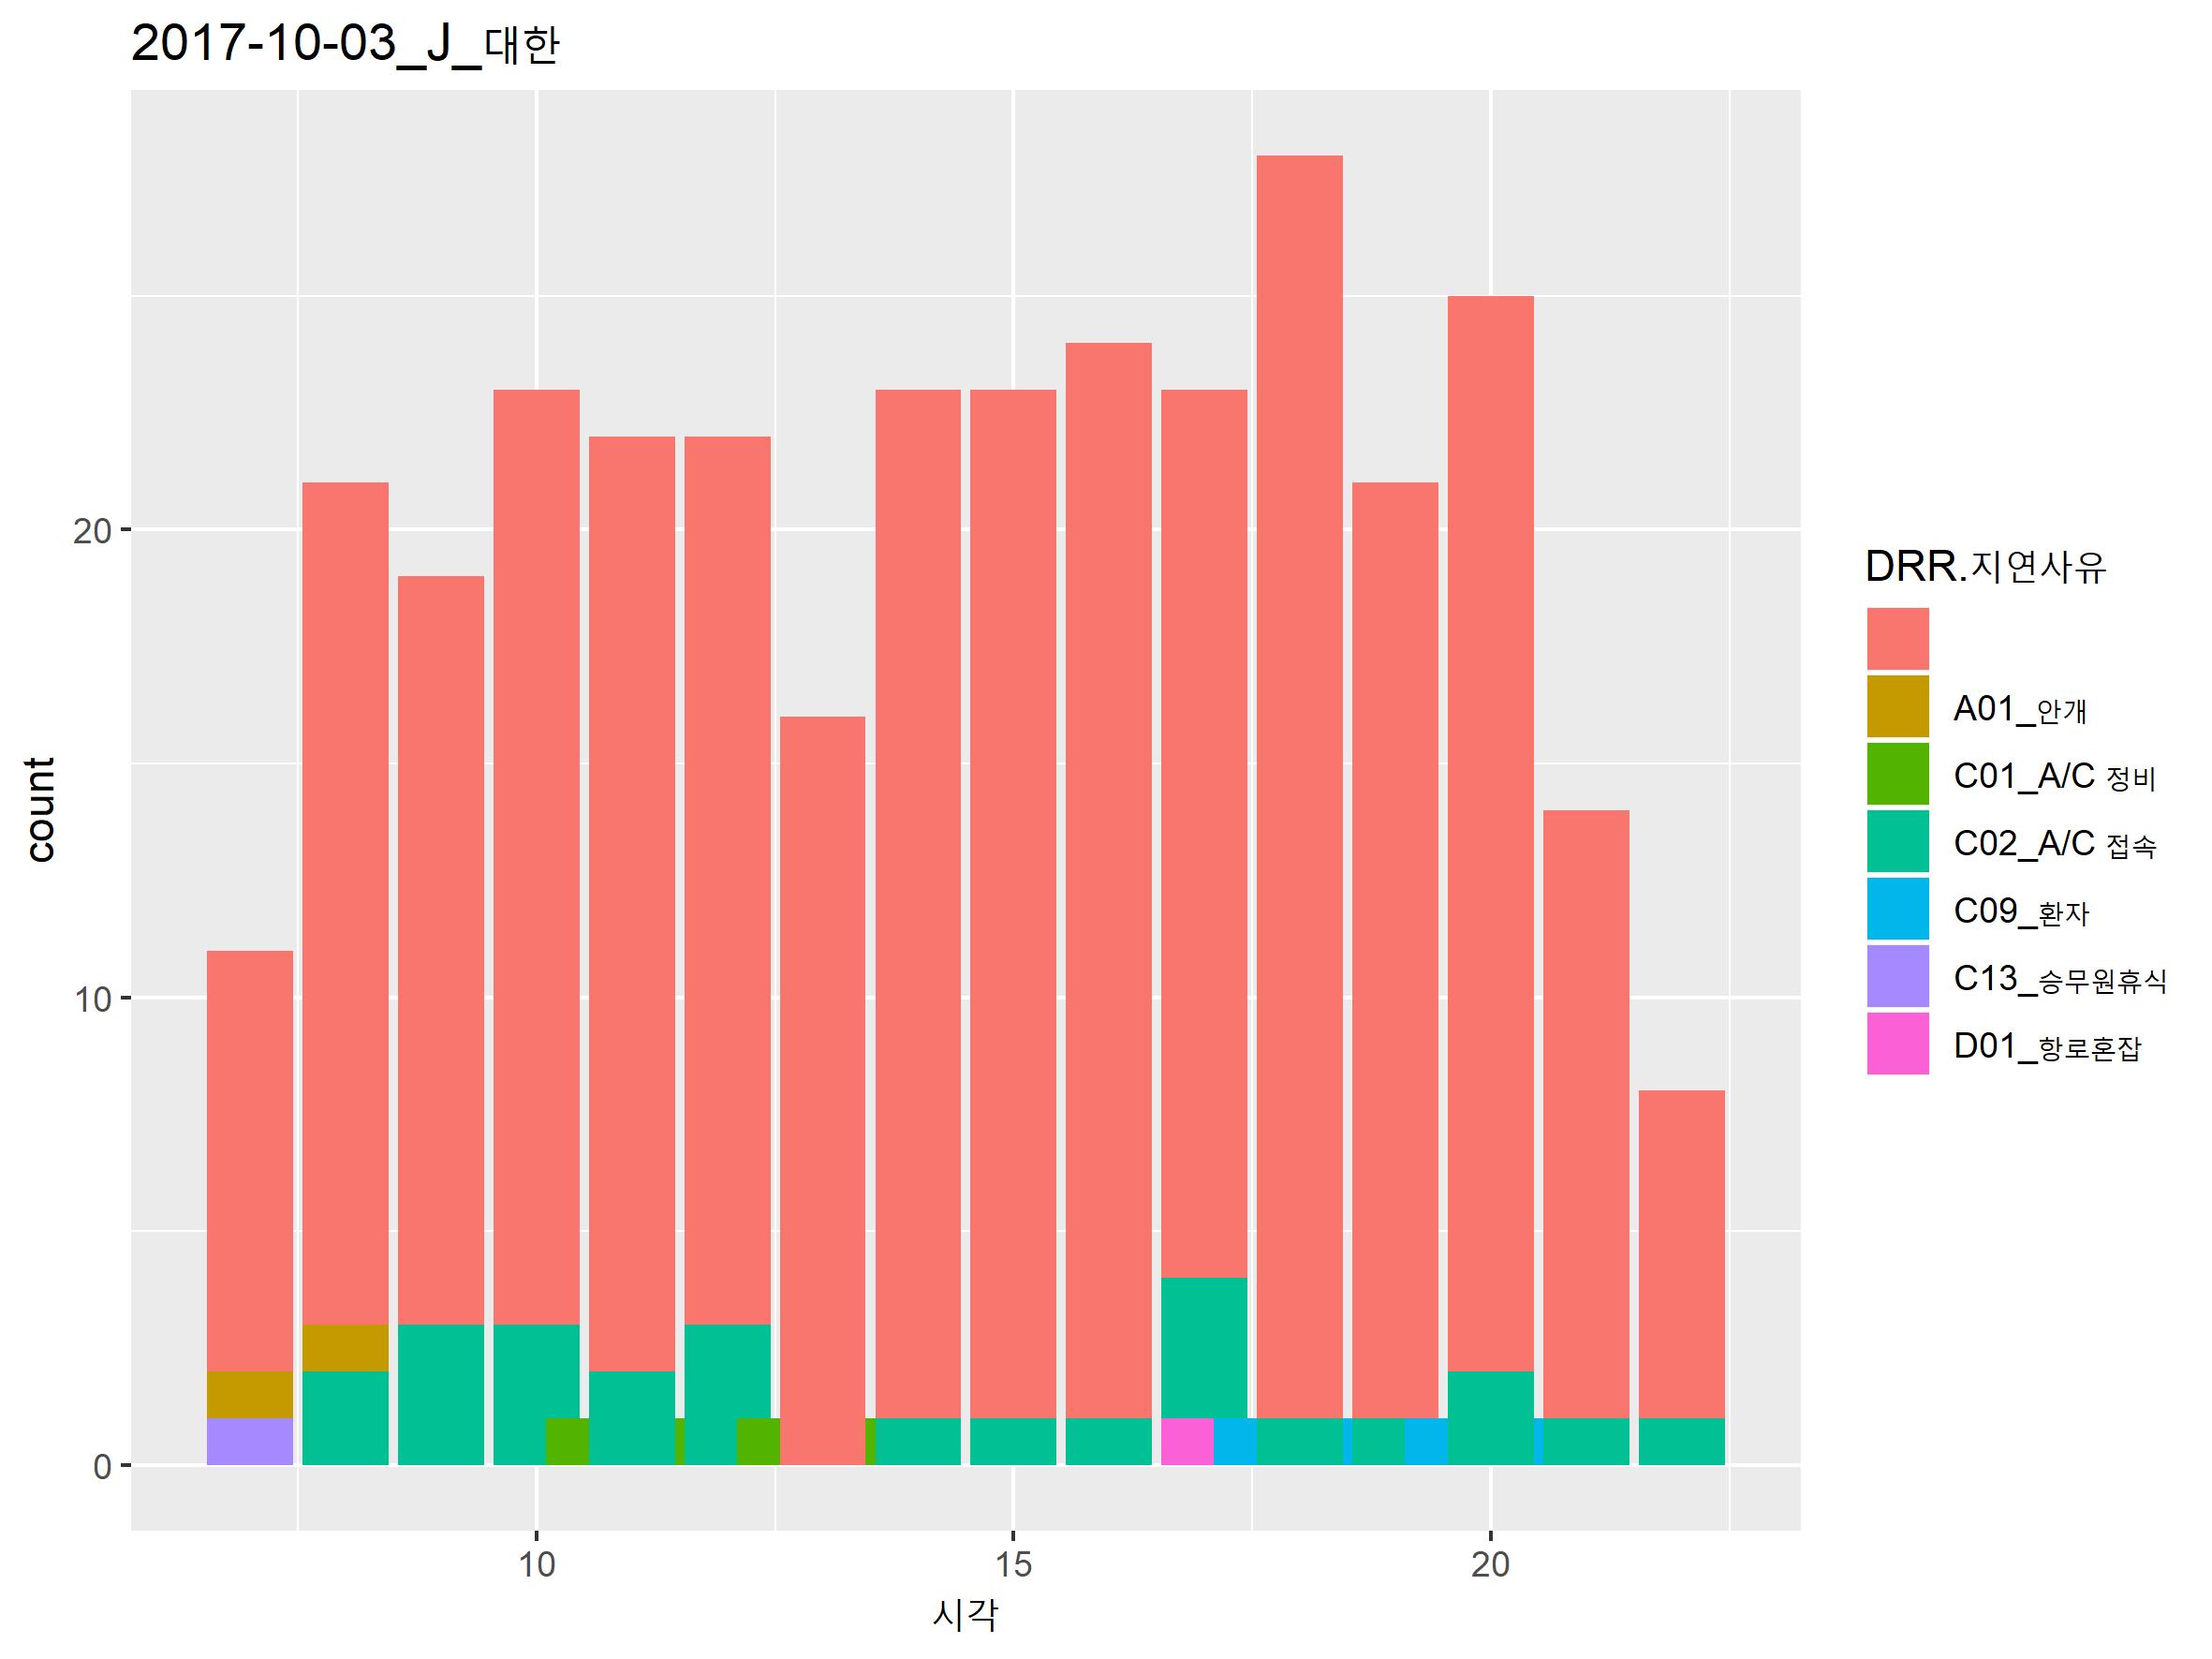 2017-10-03_J_대한
count
20
10
0
10
15
20
시각
DRR.지연사유
A01_안개
C01_A/C 정비
C02_A/C 접속
C09_환자
C13_승무원휴식
D01_항로혼잡